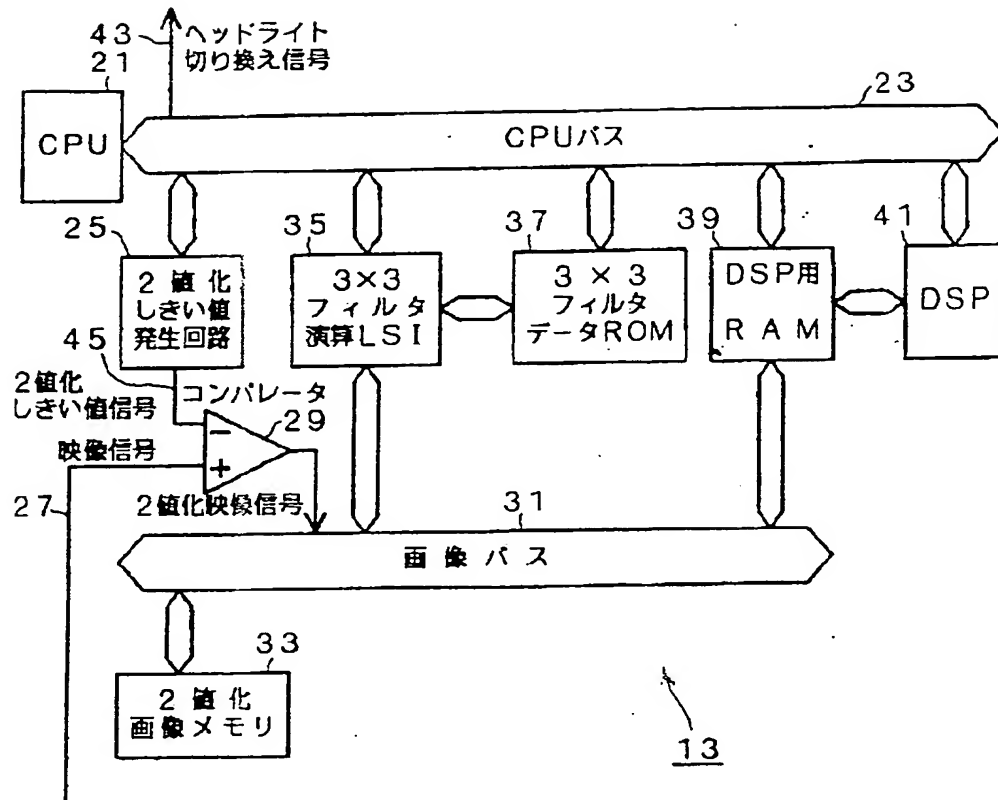 43
ヘッドライト
切り換え信号
21
CPU
23
CPUバス
25
2値化
しきい値
発生回路
35
3×3
フィルタ
演算LSI
37
3×3
フィルタ
データROM
39
DSP用
RAM
41
DSP
45
2値化
しきい値信号
コンパレータ
29
映像信号
−
+
27
2値化映像信号
31
画像バス
33
2値化
画像メモリ
13